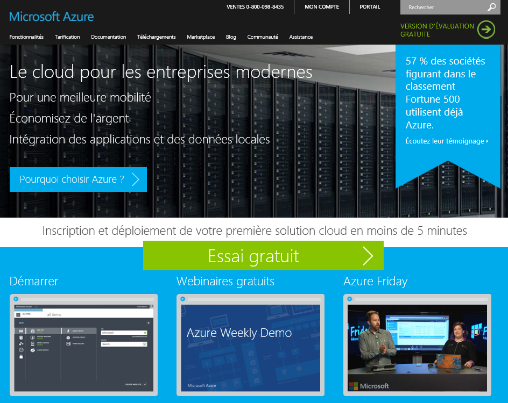 Microsoft Azure
VENTES 0-800-098-8435 MON COMPTE PORTAIL
Rechercher
Fonctionnalités Tarification Documentation Téléchargements Marketplace Blog Communauté Assistance
VERSION D'ÉVALUATION
GRATUITE
Le cloud pour les entreprises modernes
Pour une meilleure mobilité
Économisez de l'argent
Intégration des applications et des données locales
Pourquoi choisir Azure ?
57 % des sociétés
figurant dans le
classement
Fortune 500
utilisent déjà
Azure.
Écoutez leur témoignage
Inscription et déploiement de votre première solution cloud en moins de 5 minutes
Essai gratuit
Démarrer
Webinaires gratuits
Azure Friday
Azure Weekly Demo
Microsoft Azure
Microsoft